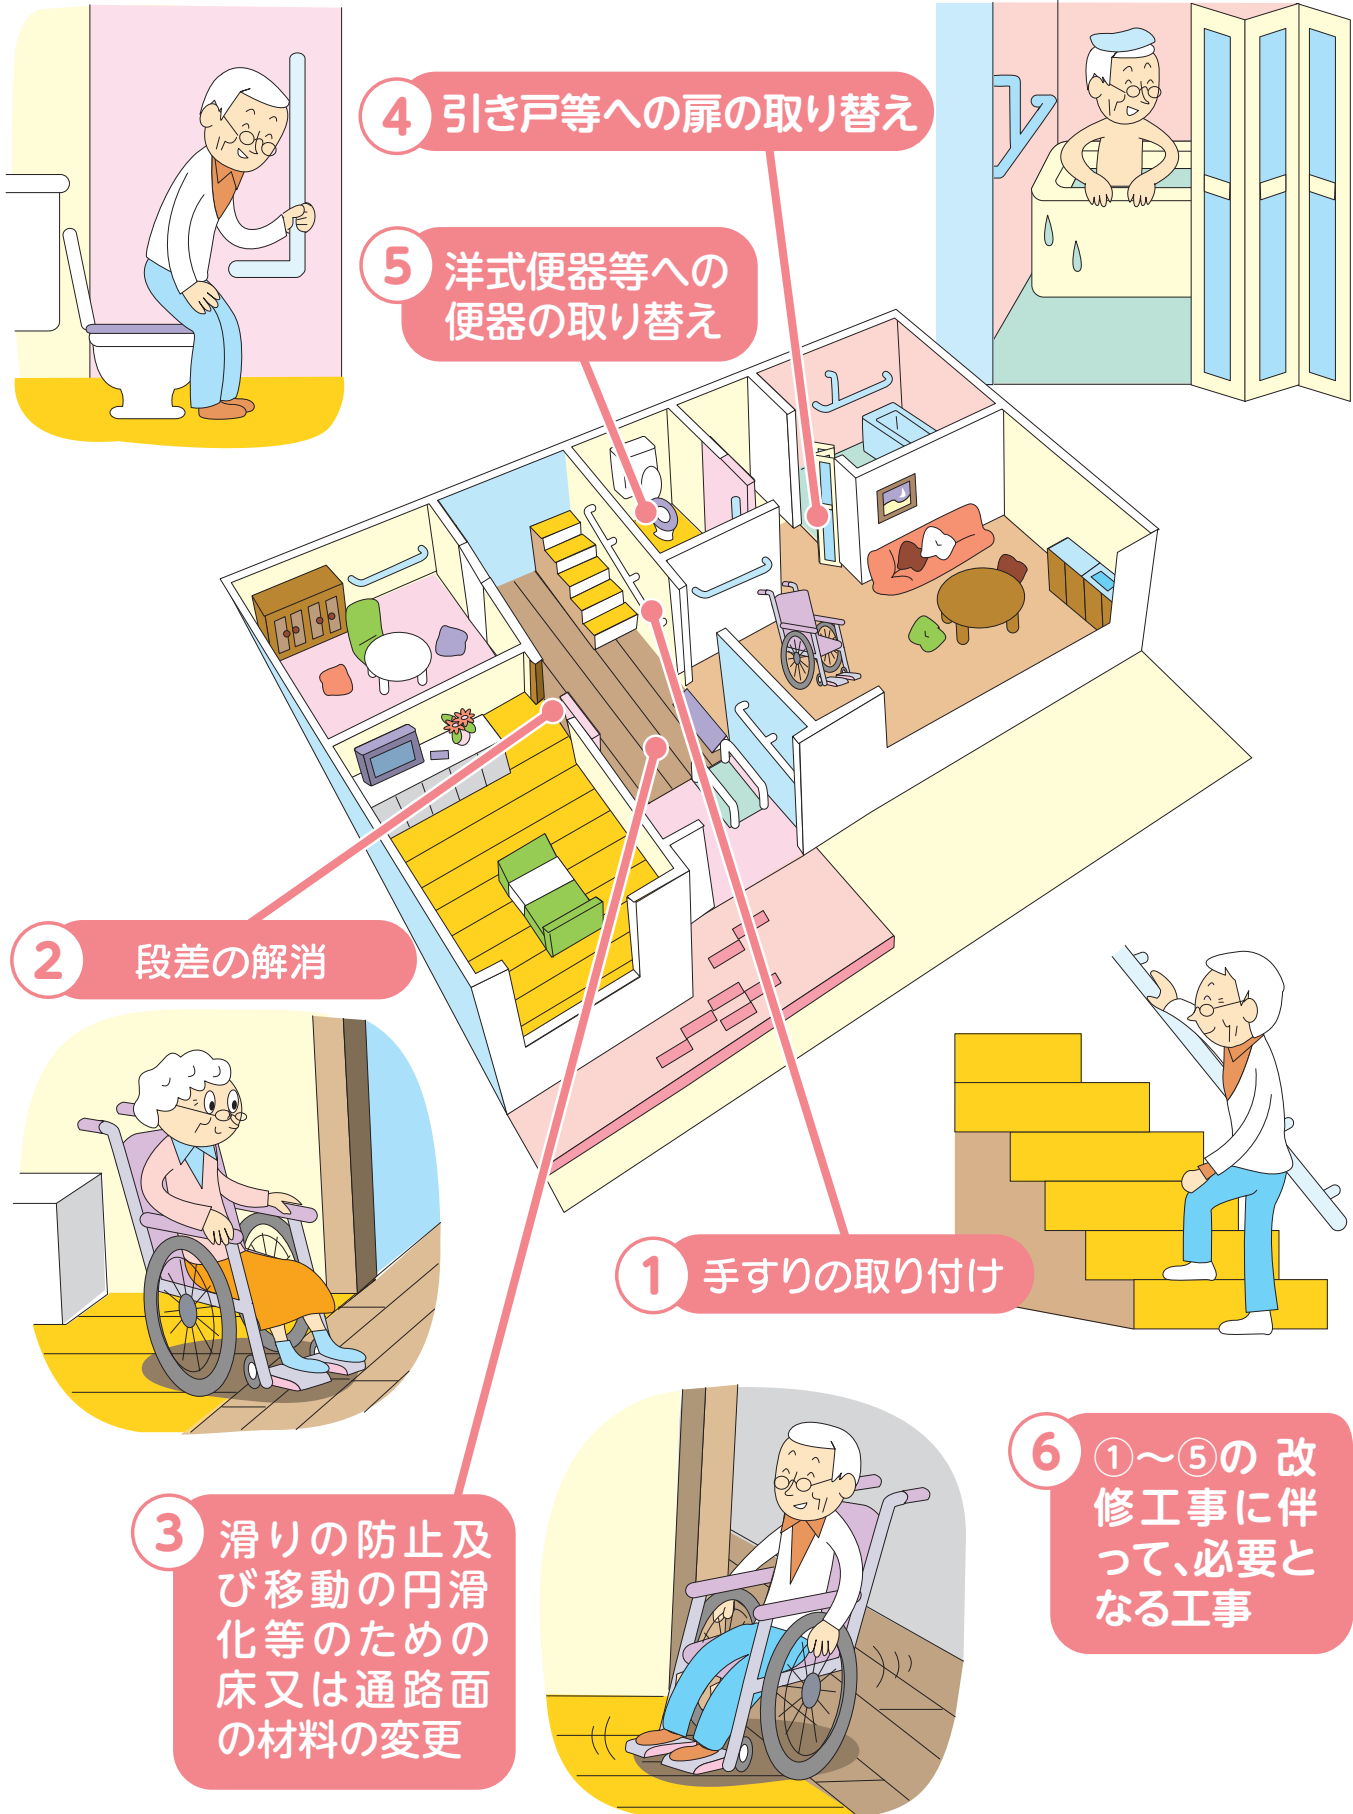 4 引き戸等への扉の取り替え
5 洋式便器等への
便器の取り替え
2 段差の解消
1 手すりの取り付け
3 滑りの防止及
び移動の円滑
化等のための
床又は通路面
の材料の変更
6 ①～⑤の 改
修工事に伴
って、必要と
なる工事